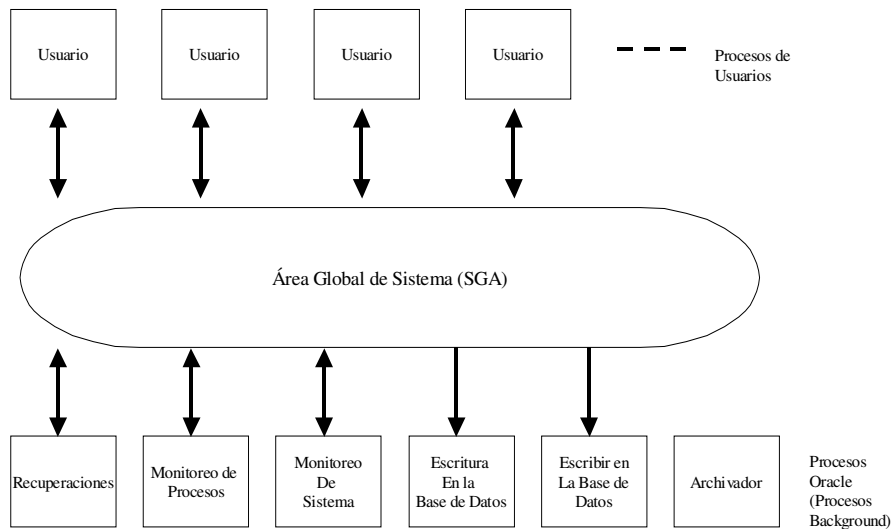 Usuario
Usuario
Usuario
Usuario
Procesos de
Usuarios
Área Global de Sistema (SGA)
Recuperaciones
Monitoreo de
Procesos
Monitoreo
De
Sistema
Escritura
En la
Base de Datos
Escribir en
La Base de
Datos
Archivador
Procesos
Oracle
(Procesos
Background)